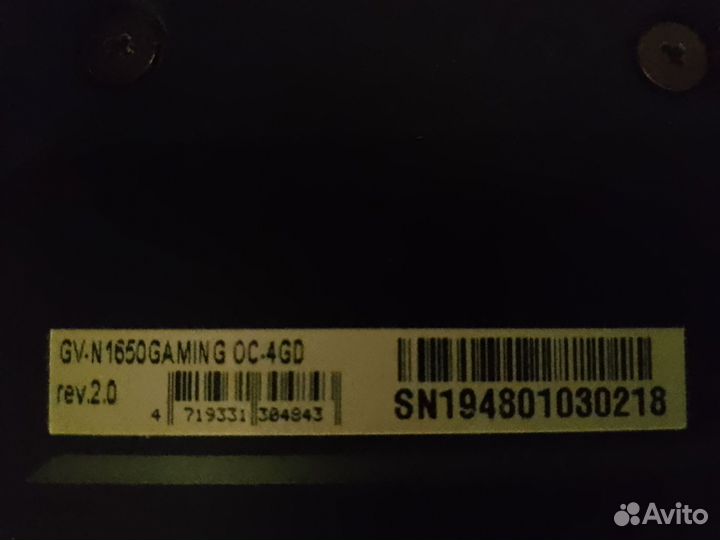 GV-N1650GAMING OC-4GD
rev.2.0
4 719331 304843
SN194801030218
Avito